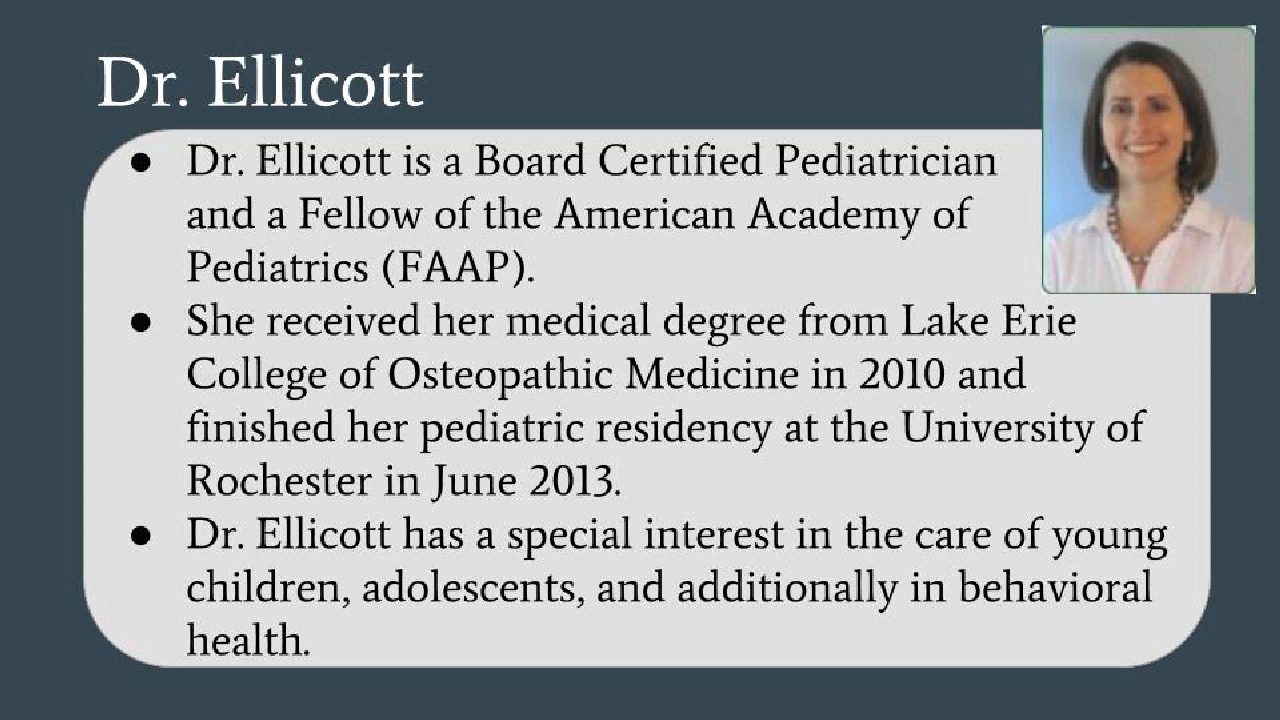 Dr. Ellicott
● Dr. Ellicott is a Board Certified Pediatrician
and a Fellow of the American Academy of
Pediatrics (FAAP).
● She received her medical degree from Lake Erie
College of Osteopathic Medicine in 2010 and
finished her pediatric residency at the University of
Rochester in June 2013.
● Dr. Ellicott has a special interest in the care of young
children, adolescents, and additionally in behavioral
health.